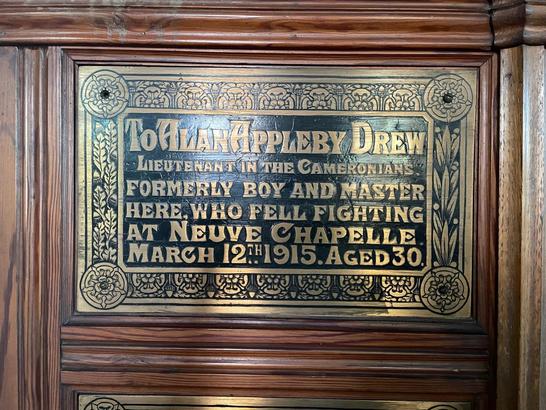 TO ALAN APPLEBY DREW
LIEUTENANT IN THE CAMERONIANS
FORMERLY BOY AND MASTER
HERE, WHO FELL FIGHTING
AT NEUVE CHAPELLE
MARCH 12TH 1915. AGED 30.